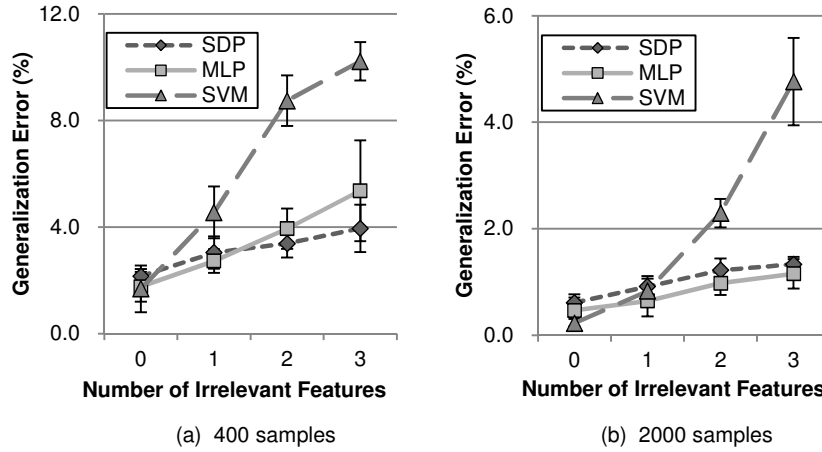 Generalization Error (%)
12.0
8.0
4.0
0.0
SDP
MLP
SVM
0 1 2 3
Number of Irrelevant Features
(a) 400 samples
Generalization Error (%)
6.0
4.0
2.0
0.0
SDP
MLP
SVM
0 1 2 3
Number of Irrelevant Features
(b) 2000 samples